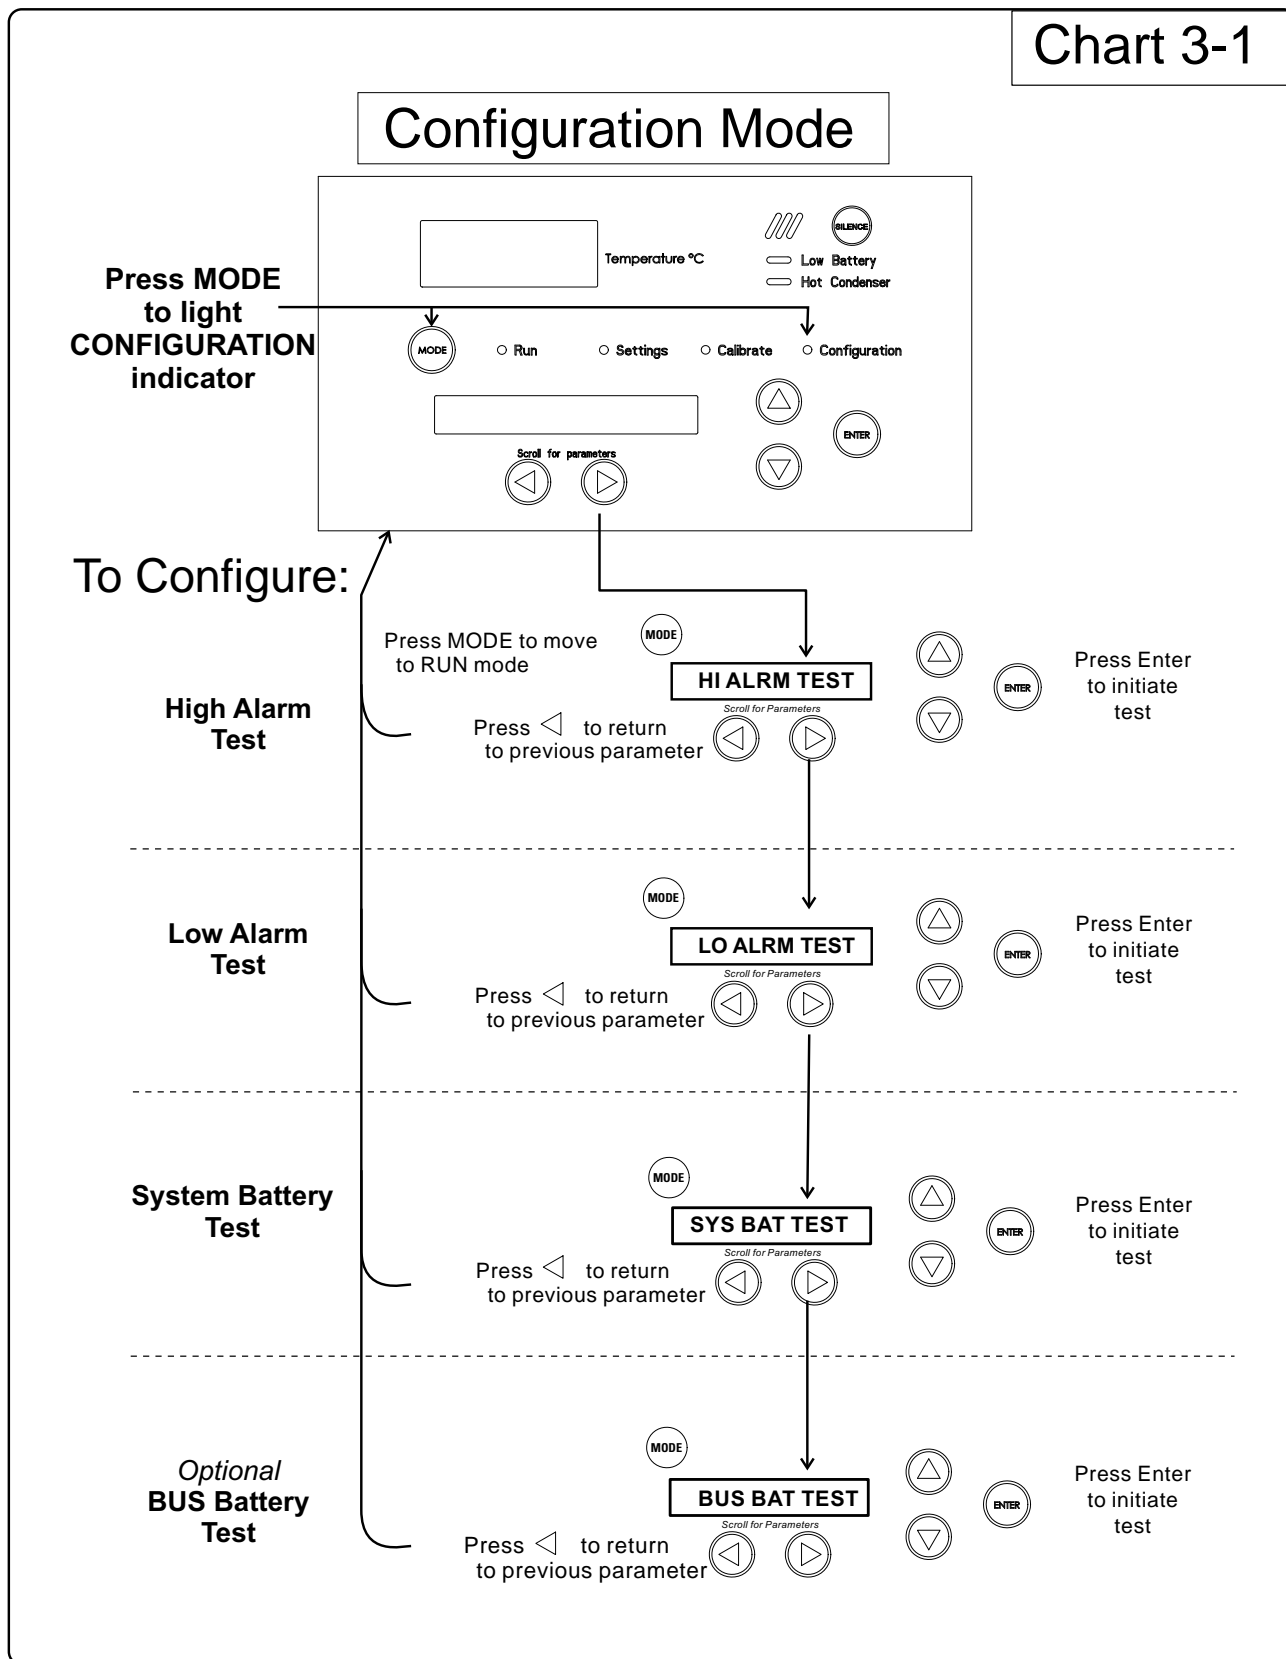 Chart 3-1
Configuration Mode
SILENCE
Temperature °C
Low Battery
Hot Condenser
Press MODE
to light
CONFIGURATION
indicator
MODE
Run
Settings
Calibrate
Configuration
ENTER
Scroll for parameters
To Configure:
Press MODE to move
to RUN mode
MODE
High Alarm
Test
HI ALRM TEST
Scroll for Parameters
Press ◁ to return
to previous parameter
ENTER
Press Enter
to initiate
test
MODE
Low Alarm
Test
LO ALRM TEST
Scroll for Parameters
Press ◁ to return
to previous parameter
ENTER
Press Enter
to initiate
test
MODE
System Battery
Test
SYS BAT TEST
Scroll for Parameters
Press ◁ to return
to previous parameter
ENTER
Press Enter
to initiate
test
MODE
Optional
BUS Battery
Test
BUS BAT TEST
Scroll for Parameters
Press ◁ to return
to previous parameter
ENTER
Press Enter
to initiate
test